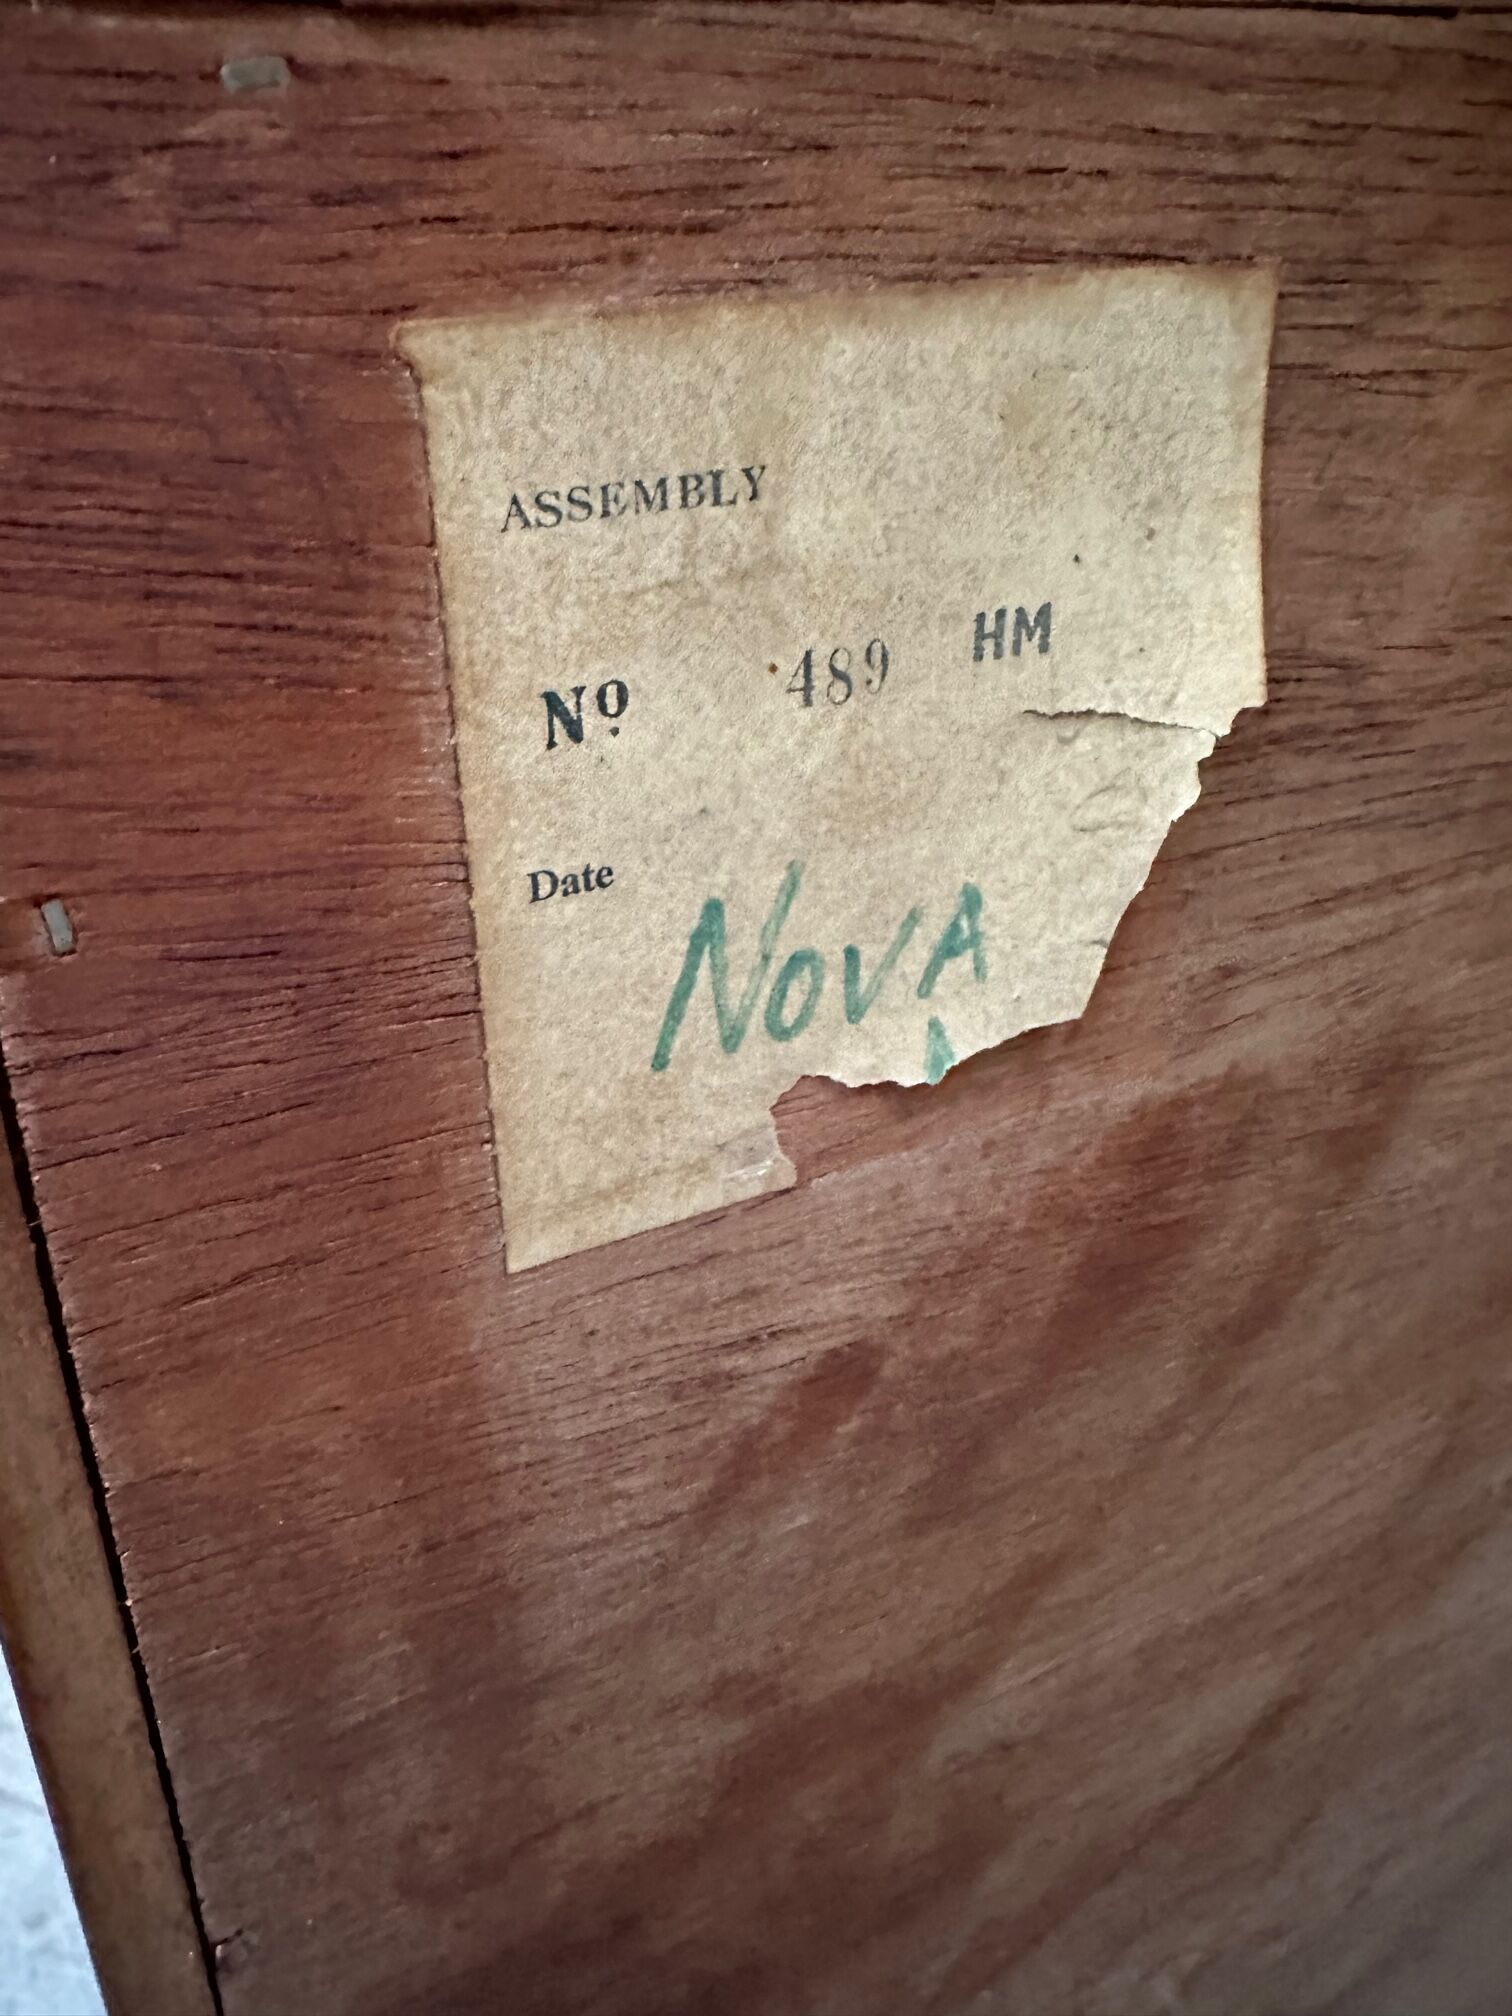 ASSEMBLY
Nº 489 HM
Date
NOVA